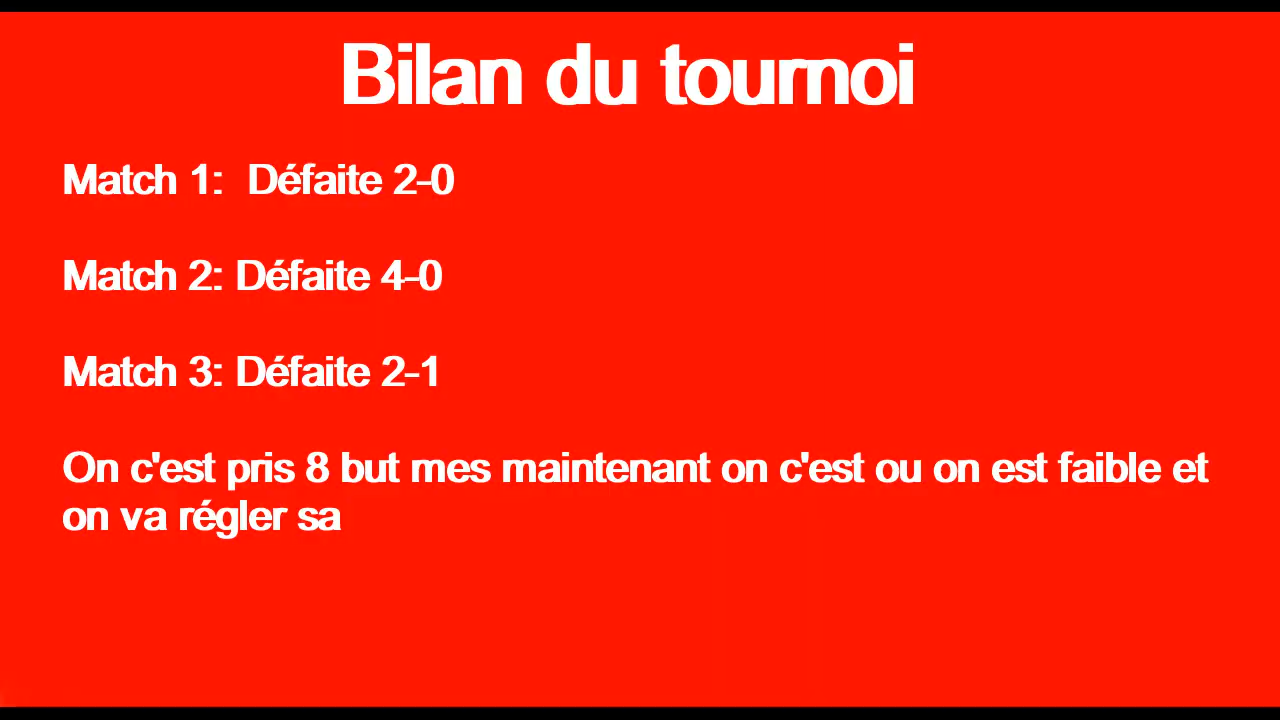 Bilan du tournoi
Match 1:  Défaite 2-0
Match 2: Défaite 4-0
Match 3: Défaite 2-1
On c'est pris 8 but mes maintenant on c'est ou on est faible et
on va régler sa